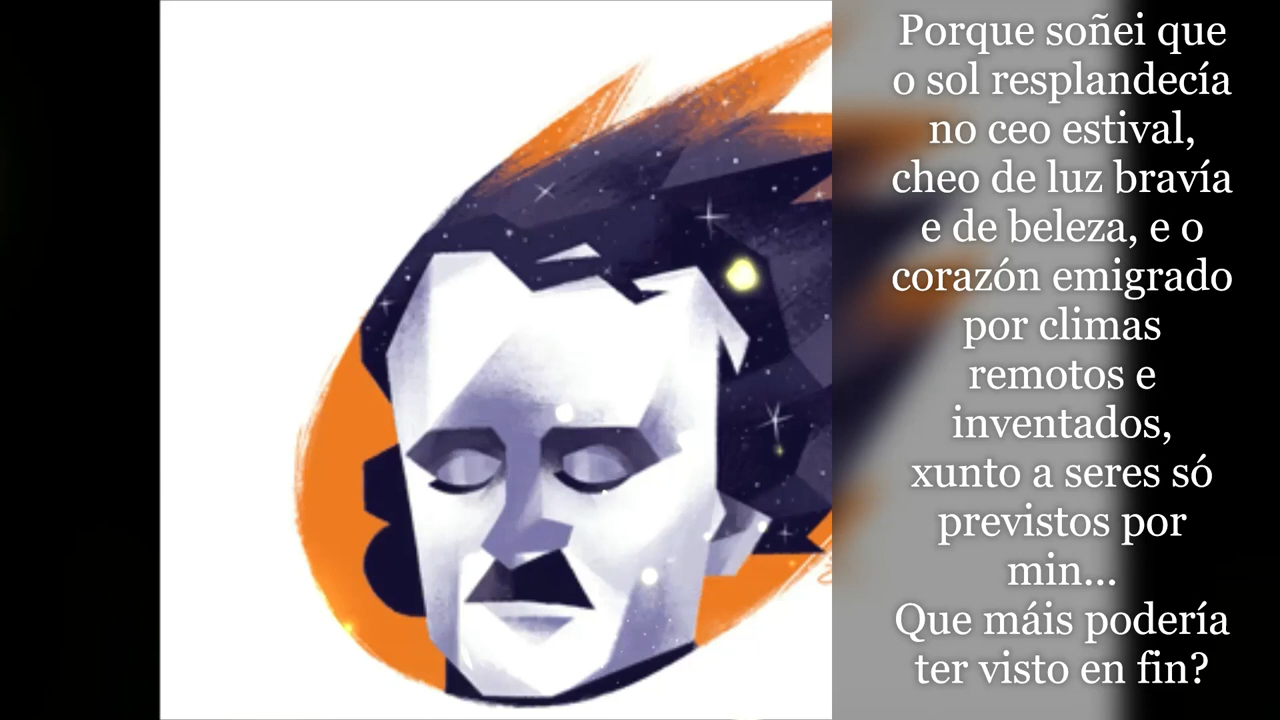 Porque soñei que
o sol resplandecía
no ceo estival,
cheo de luz bravía
e de beleza, e o
corazón emigrado
por climas
remotos e
inventados,
xunto a seres só
previstos por
min...
Que máis podería
ter visto en fin?